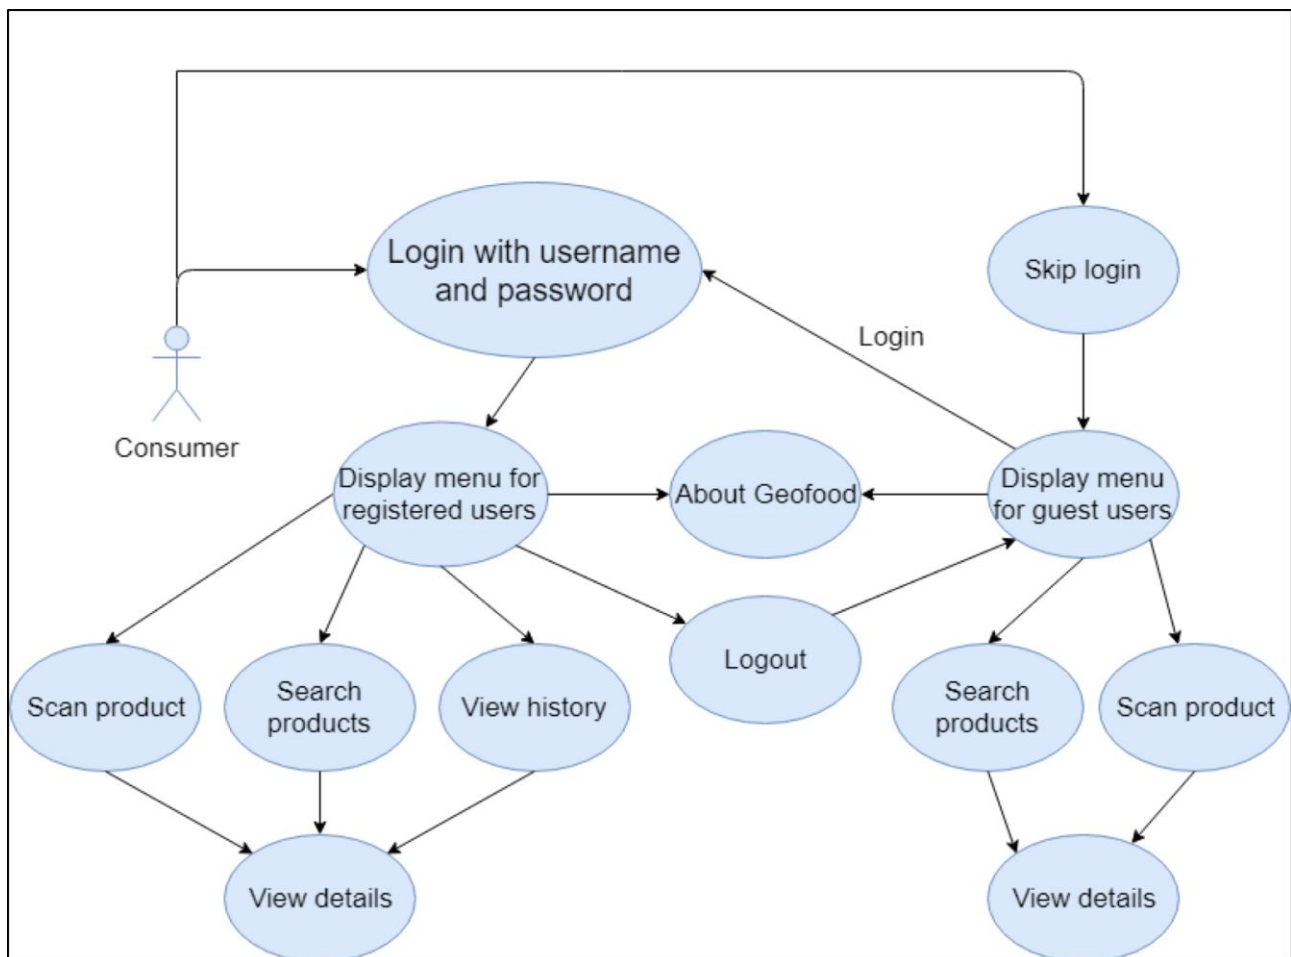 Login with username
and password
Skip login
Login
Consumer
Display menu for
registered users
About Geofood
Display menu
for guest users
Logout
Scan product
Search
products
View history
Search
products
Scan product
View details
View details